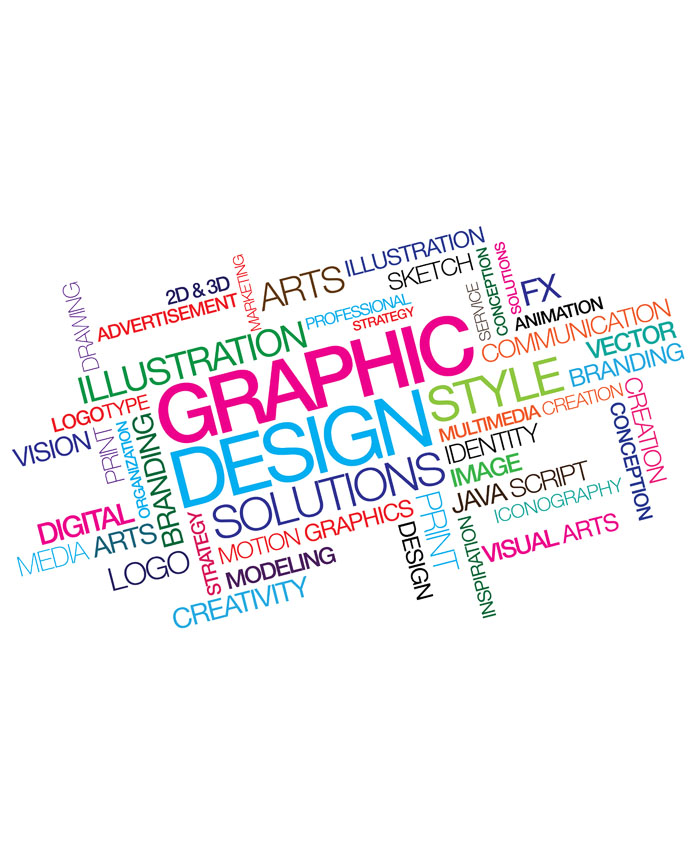 DRAWING
2D & 3D
ADVERTISEMENT
MARKETING
ARTS
ILLUSTRATION
SKETCH
PROFESSIONAL
STRATEGY
SERVICE
CONCEPTION
SOLUTIONS
FX
ANIMATION
COMMUNICATION
VECTOR
BRANDING
ILLUSTRATION
GRAPHIC
STYLE
LOGOTYPE
VISION
PRINT
ORGANIZATION
BRANDING
DESIGN
MULTIMEDIA CREATION
CREATION
CONCEPTION
IDENTITY
SOLUTIONS
IMAGE
JAVA SCRIPT
ICONOGRAPHY
DIGITAL
MEDIA ARTS
LOGO
STRATEGY
MOTION GRAPHICS
MODELING
CREATIVITY
DESIGN
PRINT
INSPIRATION
VISUAL ARTS